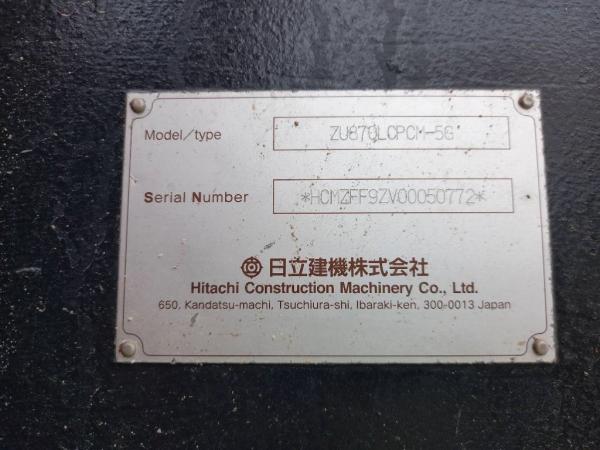 Model/type ZU870LCPCM-5G
Serial Number *HCMZFF9ZV00050772*
日立建機株式会社
Hitachi Construction Machinery Co., Ltd.
650, Kandatsu-machi, Tsuchiura-shi, Ibaraki-ken, 300-0013 Japan